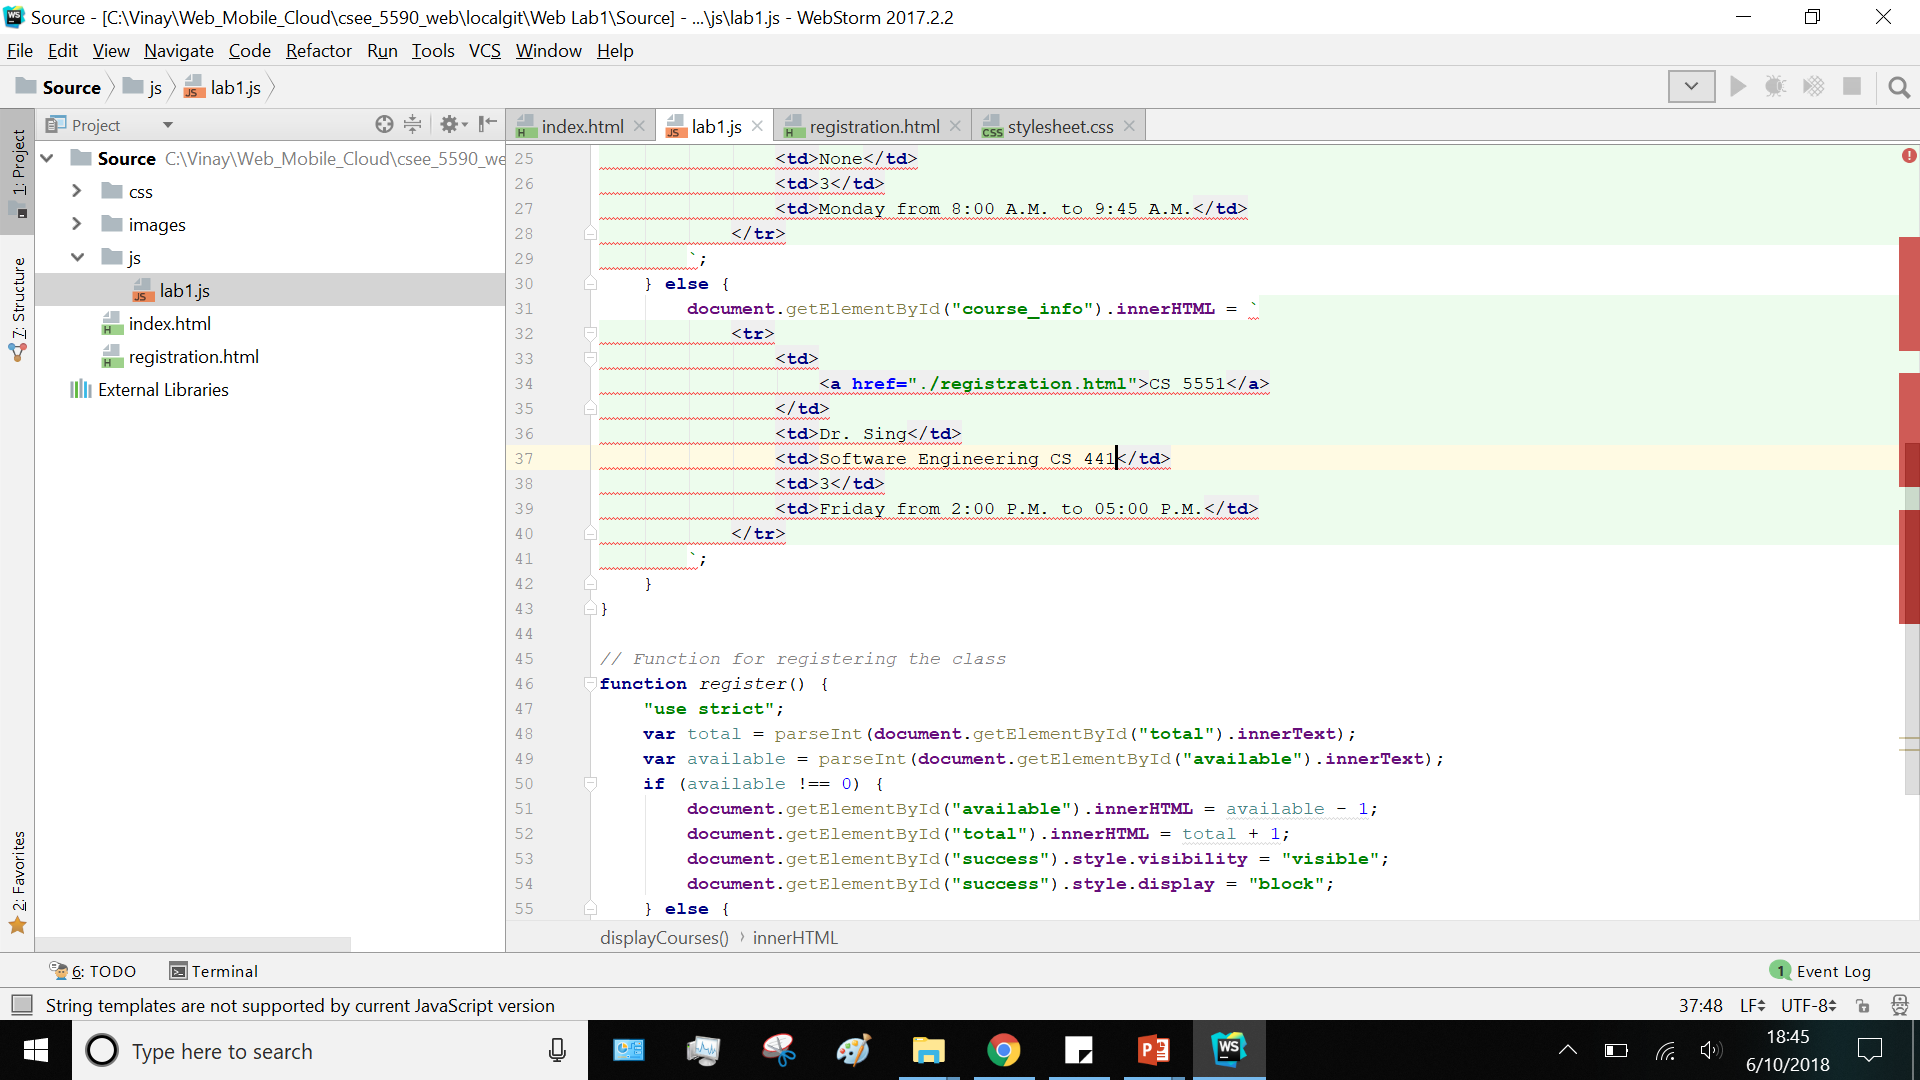 Source - [C:\Vinay\Web_Mobile_Cloud\csee_5590_web\localgit\Web Lab1\Source] - ...\js\lab1.js - WebStorm 2017.2.2
File Edit View Navigate Code Refactor Run Tools VCS Window Help
Source js lab1.js
Project
index.html lab1.js registration.html stylesheet.css
1: Project
7: Structure
2: Favorites
Source C:\Vinay\Web_Mobile_Cloud\csee_5590_we
css
images
js
lab1.js
index.html
registration.html
External Libraries
25 <td>None</td>
26 <td>3</td>
27 <td>Monday from 8:00 A.M. to 9:45 A.M.</td>
28 </tr>
29 `;
30 } else {
31 document.getElementById("course_info").innerHTML = `
32 <tr>
33 <td>
34 <a href="./registration.html">CS 5551</a>
35 </td>
36 <td>Dr. Sing</td>
37 <td>Software Engineering CS 441</td>
38 <td>3</td>
39 <td>Friday from 2:00 P.M. to 05:00 P.M.</td>
40 </tr>
41 `;
42 }
43 }
44
45 // Function for registering the class
46 function register() {
47 "use strict";
48 var total = parseInt(document.getElementById("total").innerText);
49 var available = parseInt(document.getElementById("available").innerText);
50 if (available !== 0) {
51 document.getElementById("available").innerHTML = available - 1;
52 document.getElementById("total").innerHTML = total + 1;
53 document.getElementById("success").style.visibility = "visible";
54 document.getElementById("success").style.display = "block";
55 } else {
displayCourses() › innerHTML
6: TODO Terminal
1 Event Log
String templates are not supported by current JavaScript version
37:48 LF UTF-8
Type here to search
18:45
6/10/2018